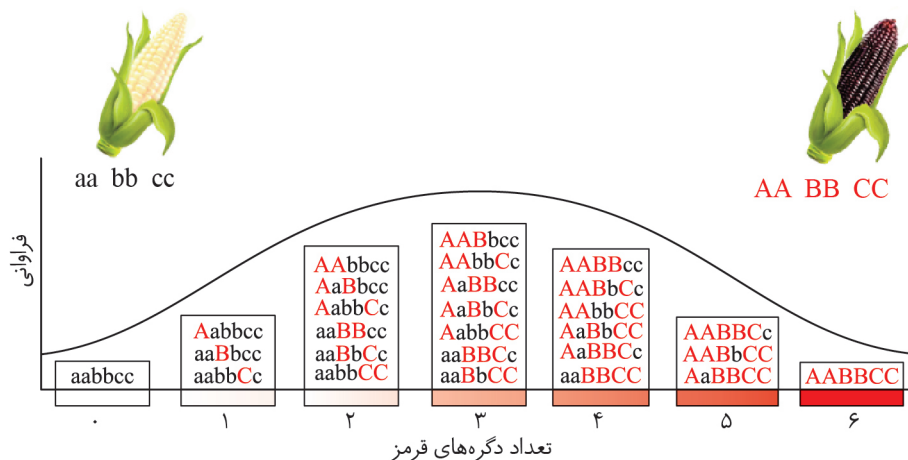 aa bb cc
AA BB CC
فراوانی
aabbcc
Aabbcc
aaBbcc
aabbCc
AAbbcc
AaBbcc
AabbCc
aaBBcc
aaBbCc
aabbCC
AABbcc
AAbbCc
AaBBcc
AaBbCc
AabbCC
aaBBCc
aaBbCC
AABBcc
AABbCc
AAbbCC
AaBbCC
AaBBCc
aaBBCC
AABBCc
AABbCC
AaBBCC
AABBCC
۰ ۱ ۲ ۳ ۴ ۵ ۶
تعداد دگره‌های قرمز